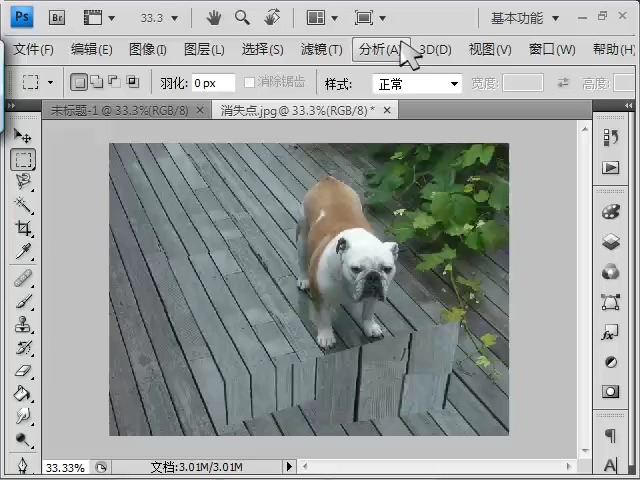 Ps Br 33.3 基本功能
文件(F) 编辑(E) 图像(I) 图层(L) 选择(S) 滤镜(T) 分析(A) 3D(D) 视图(V) 窗口(W) 帮助(H)
羽化: 0 px 消除锯齿 样式: 正常 宽度: 高度:
未标题-1 @ 33.3%(RGB/8) × 消失点.jpg @ 33.3%(RGB/8) * ×
33.33% 文档:3.01M/3.01M